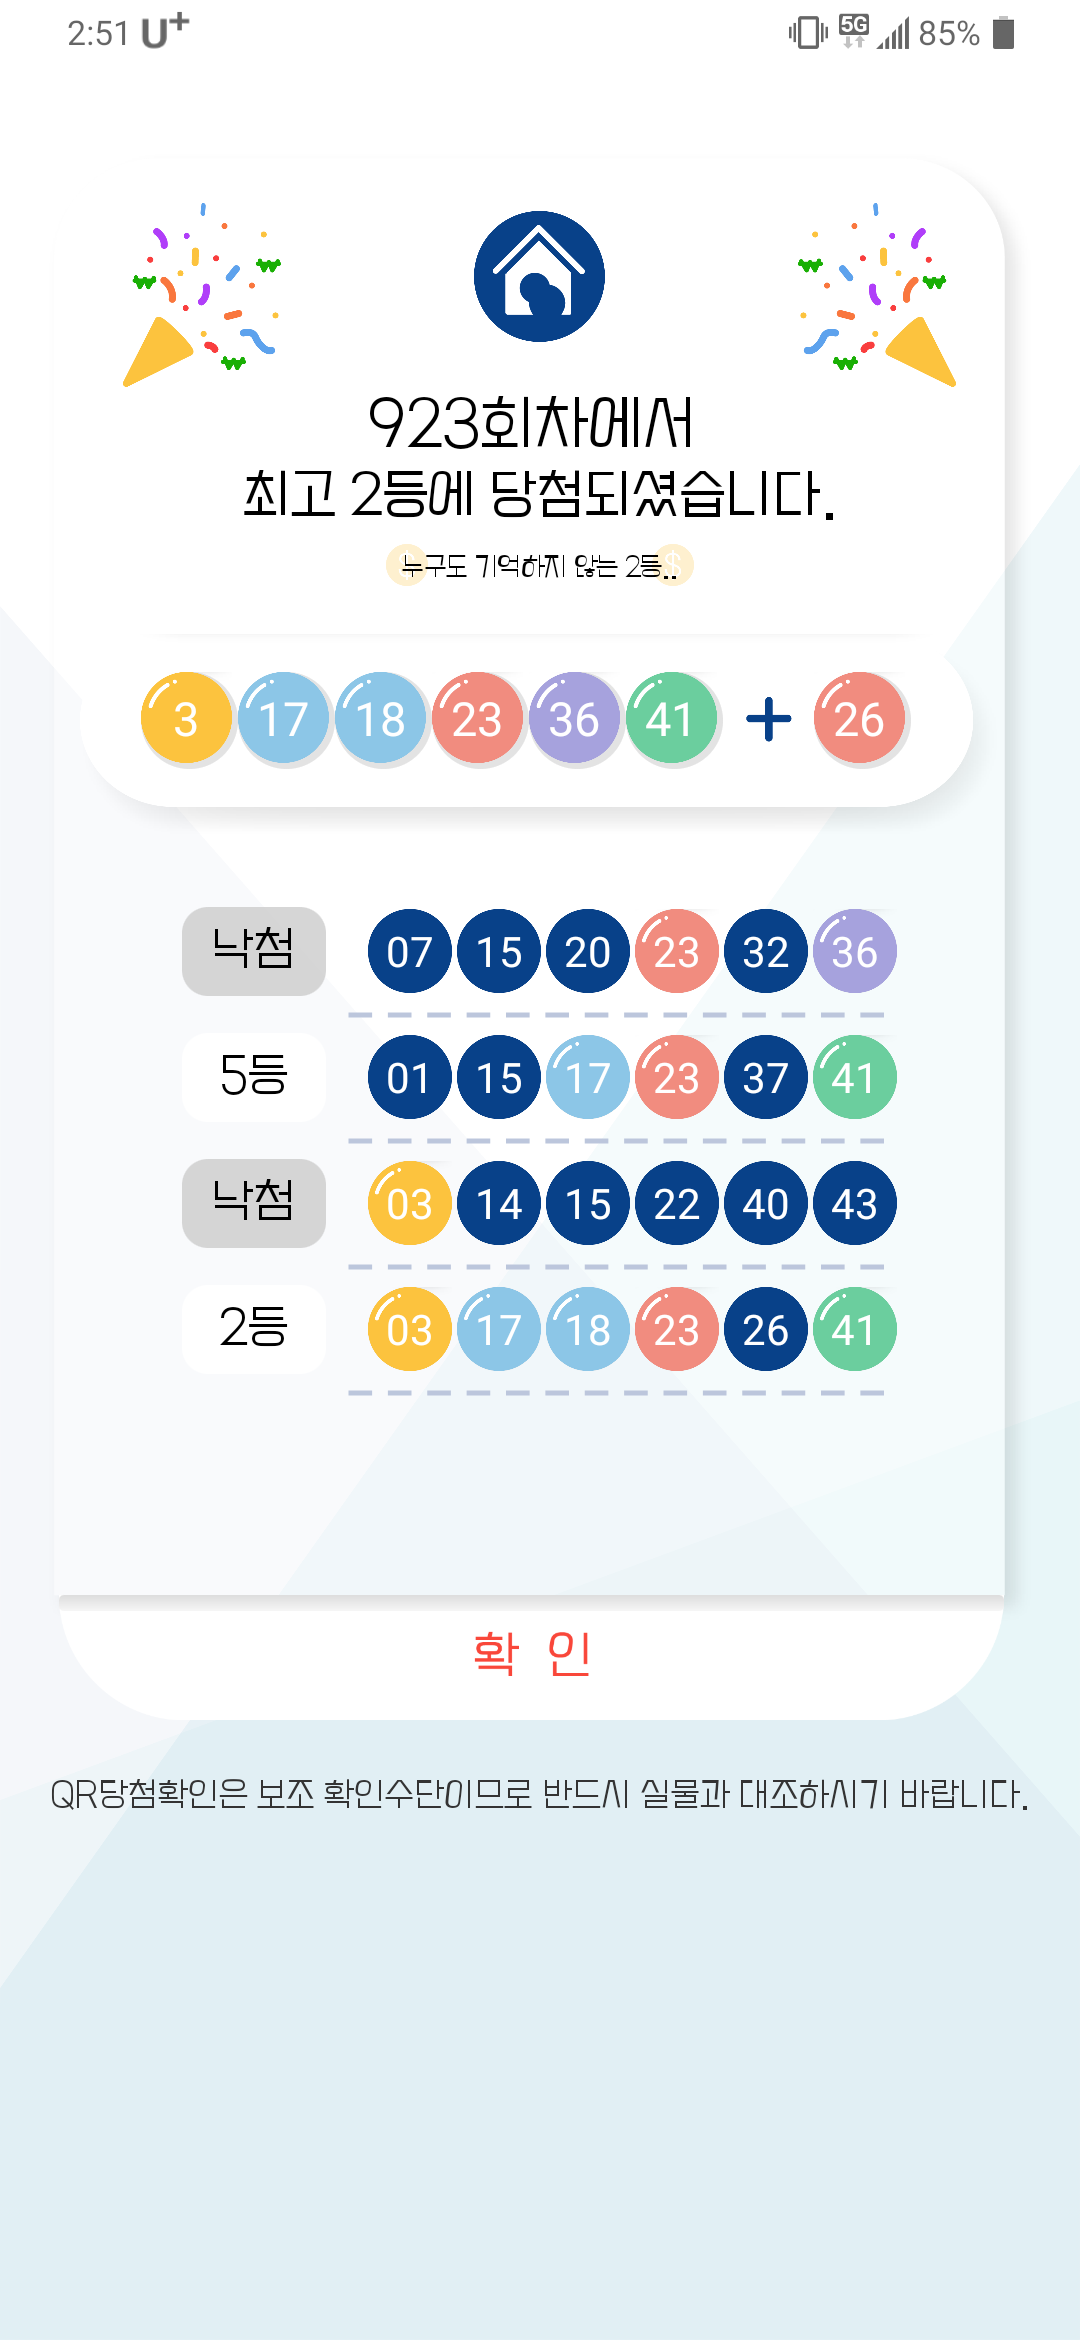 2:51 U+ 5G 85%
923회차에서
최고 2등에 당첨되셨습니다.
누구도 기억하지 않는 2등..
3 17 18 23 36 41 + 26
낙첨 07 15 20 23 32 36
5등 01 15 17 23 37 41
낙첨 03 14 15 22 40 43
2등 03 17 18 23 26 41
확 인
QR당첨확인은 보조 확인수단이므로 반드시 실물과 대조하시기 바랍니다.